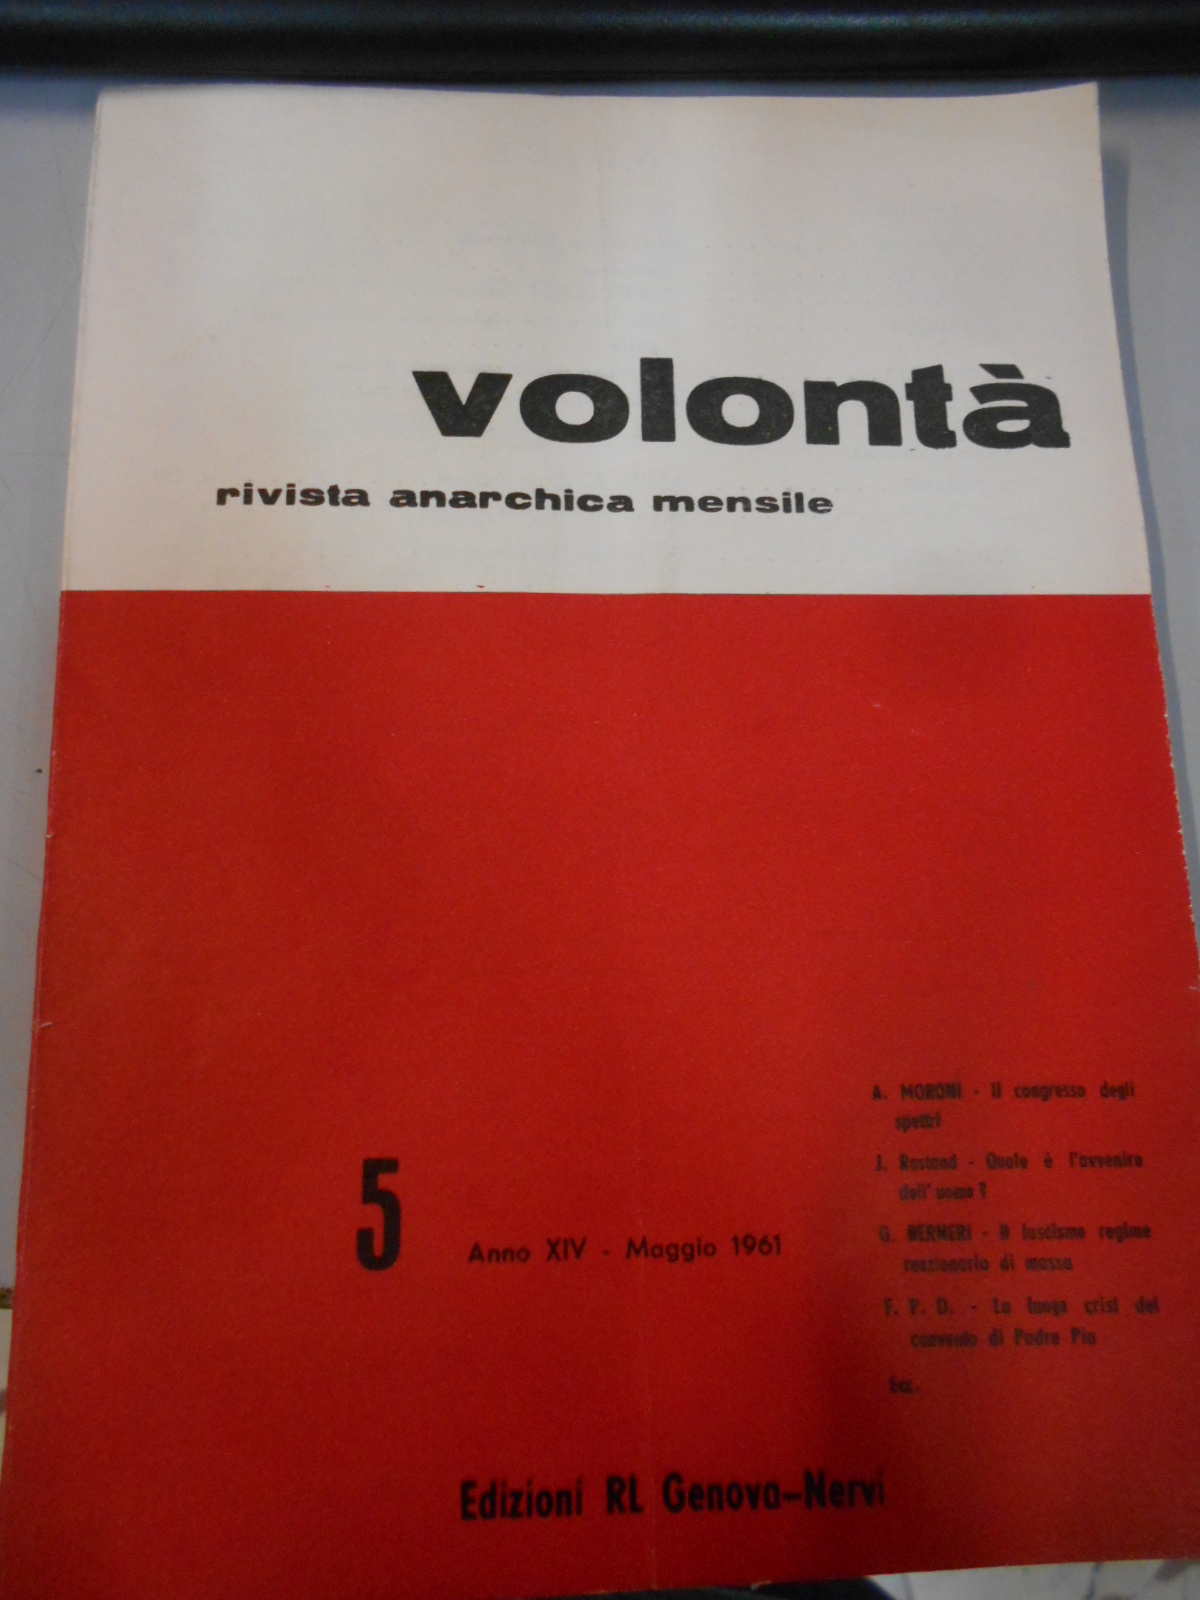 volontà
rivista anarchica mensile
A. MORONI - Il congresso degli
spettri
J. Rostand - Quale è l'avvenire
dell' uomo ?
G. BERNERI - Il fascismo regime
reazionario di massa
F. P. D. - La lunga crisi del
convento di Padre Pio
Ecc.
5
Anno XIV - Maggio 1961
Edizioni RL Genova-Nervi